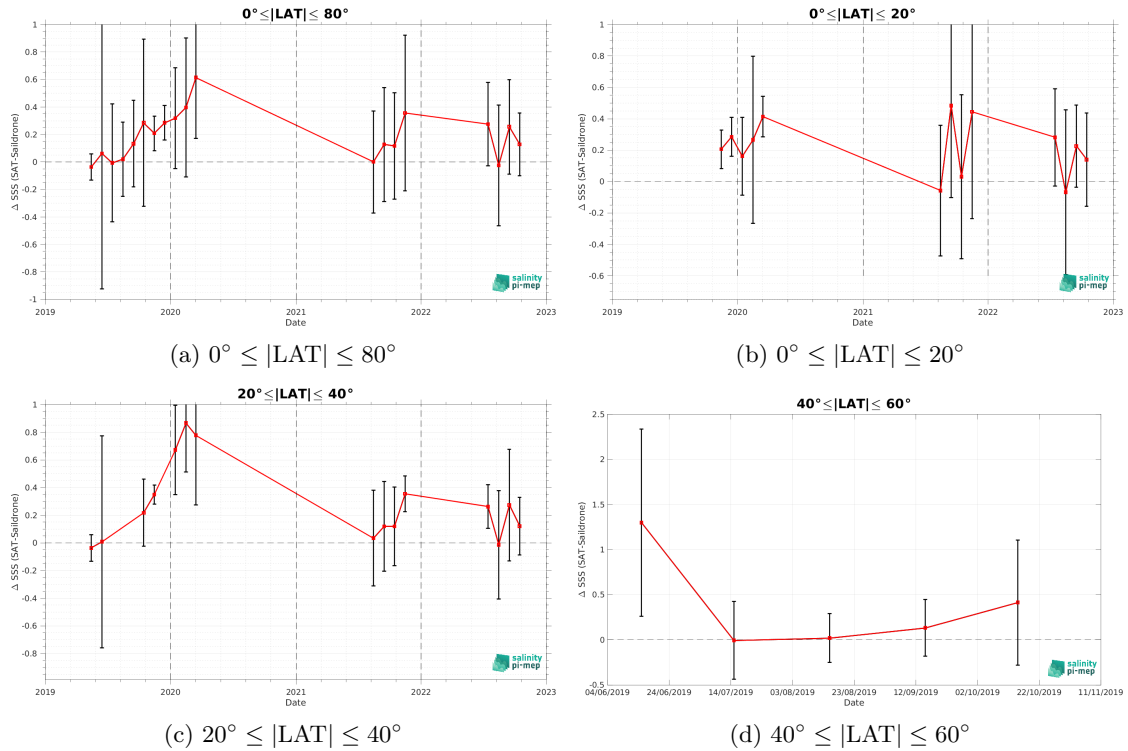 0°≤|LAT|≤ 80°
1
0.8
0.6
0.4
0.2
0
-0.2
-0.4
-0.6
-0.8
-1
Δ SSS (SAT-Saildrone)
2019
2020
2021
2022
2023
Date
salinity
pi-mep
(a) 0° ≤ |LAT| ≤ 80°
0°≤|LAT|≤ 20°
1
0.8
0.6
0.4
0.2
0
-0.2
-0.4
-0.6
Δ SSS (SAT-Saildrone)
2019
2020
2021
2022
2023
Date
salinity
pi-mep
(b) 0° ≤ |LAT| ≤ 20°
20°≤|LAT|≤ 40°
1
0.8
0.6
0.4
0.2
0
-0.2
-0.4
-0.6
-0.8
Δ SSS (SAT-Saildrone)
2019
2020
2021
2022
2023
Date
salinity
pi-mep
(c) 20° ≤ |LAT| ≤ 40°
40°≤|LAT|≤ 60°
2.5
2
1.5
1
0.5
0
-0.5
Δ SSS (SAT-Saildrone)
04/06/2019
24/06/2019
14/07/2019
03/08/2019
23/08/2019
12/09/2019
02/10/2019
22/10/2019
11/11/2019
Date
salinity
pi-mep
(d) 40° ≤ |LAT| ≤ 60°